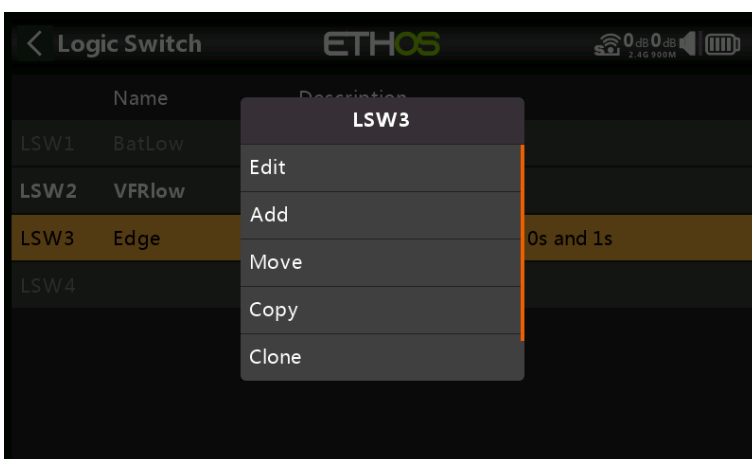 Logic Switch ETHOS 0dB 0dB
2.4G 900M
Name Description
LSW3
LSW1 BatLow
Edit
LSW2 VFRlow
Add
LSW3 Edge 0s and 1s
Move
LSW4
Copy
Clone